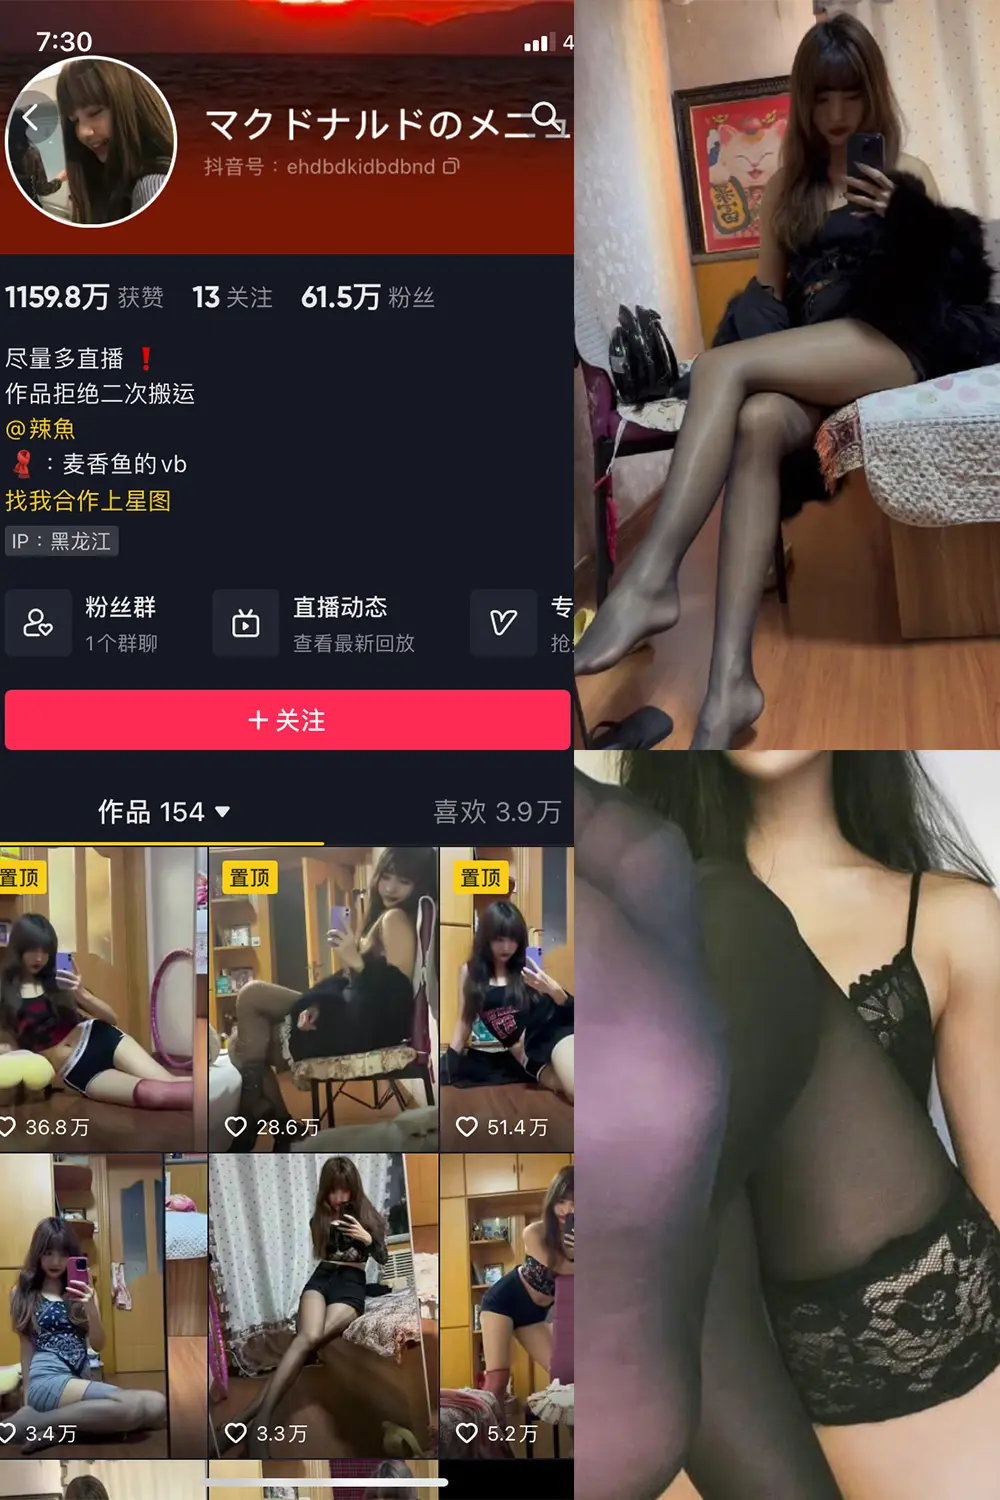 7:30
4
マクドナルドのメニュ
抖音号：ehdbdkidbdbnd
1159.8万 获赞 13 关注 61.5万 粉丝
尽量多直播❗
作品拒绝二次搬运
@辣魚
🧣：麦香鱼的vb
找我合作上星图
IP：黑龙江
粉丝群
1个群聊
直播动态
查看最新回放
专
抢
+ 关注
作品 154 ▼ 喜欢 3.9万
置顶 置顶 置顶
36.8万 28.6万 51.4万
3.4万 3.3万 5.2万
暴富